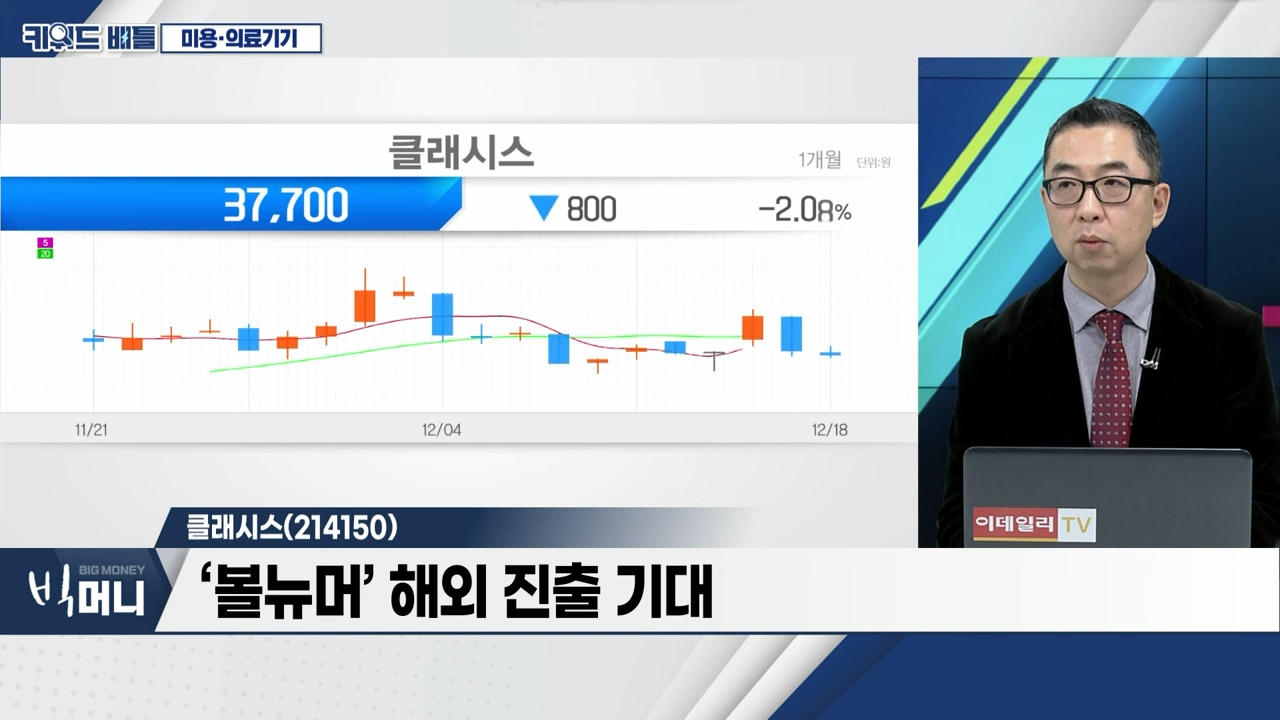 키워드 배틀 미용·의료기기
클래시스
1개월 단위:원
37,700 ▼800 -2.08%
5
20
11/21 12/04 12/18
이데일리TV
클래시스(214150)
빅머니 BIG MONEY
‘볼뉴머’ 해외 진출 기대